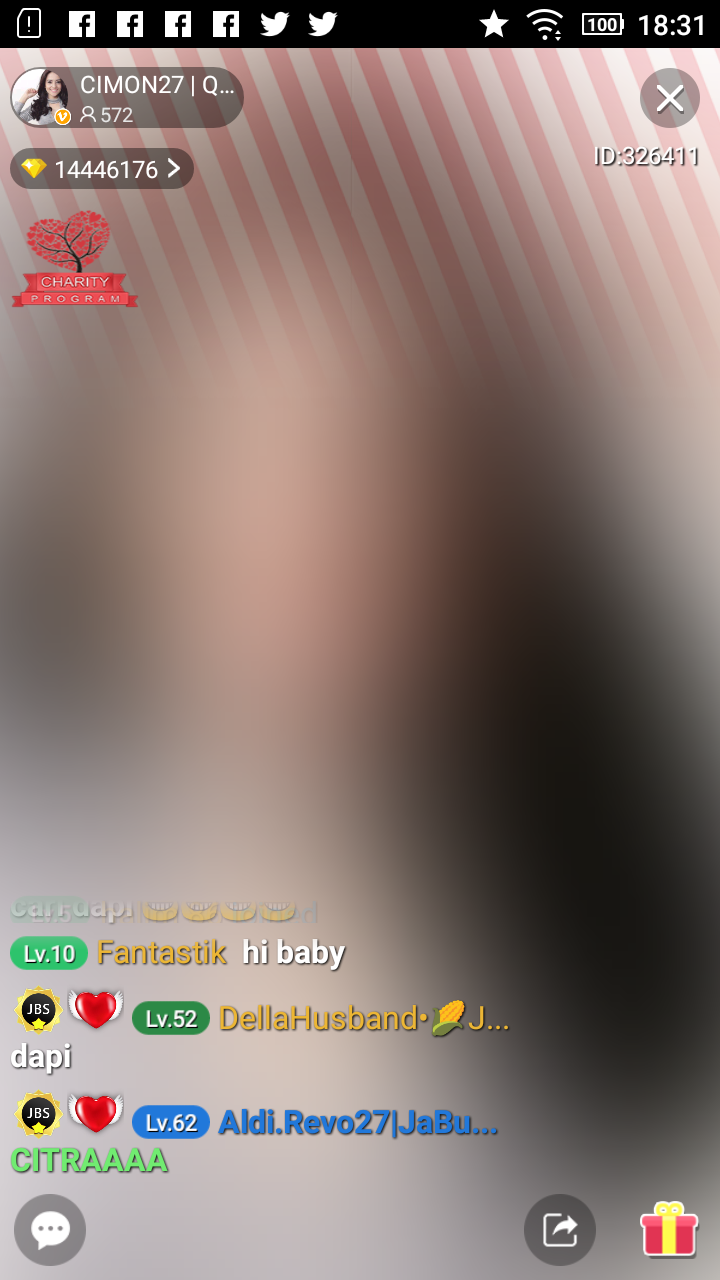 100 18:31
CIMON27 | Q...
572
ID:326411
14446176
CHARITY
PROGRAM
Lv.10 Fantastik hi baby
JBS Lv.52 DellaHusband•🌽J...
dapi
JBS Lv.62 Aldi.Revo27|JaBu...
CITRAAAA